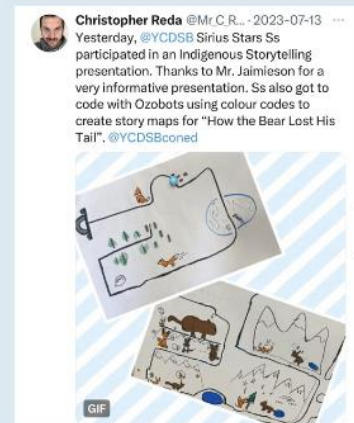 Christopher Reda @Mr_C_R... · 2023-07-13 ...
Yesterday, @YCDSB Sirius Stars Ss
participated in an Indigenous Storytelling
presentation. Thanks to Mr. Jaimieson for a
very informative presentation. Ss also got to
code with Ozobots using colour codes to
create story maps for "How the Bear Lost His
Tail". @YCDSBconed
GIF